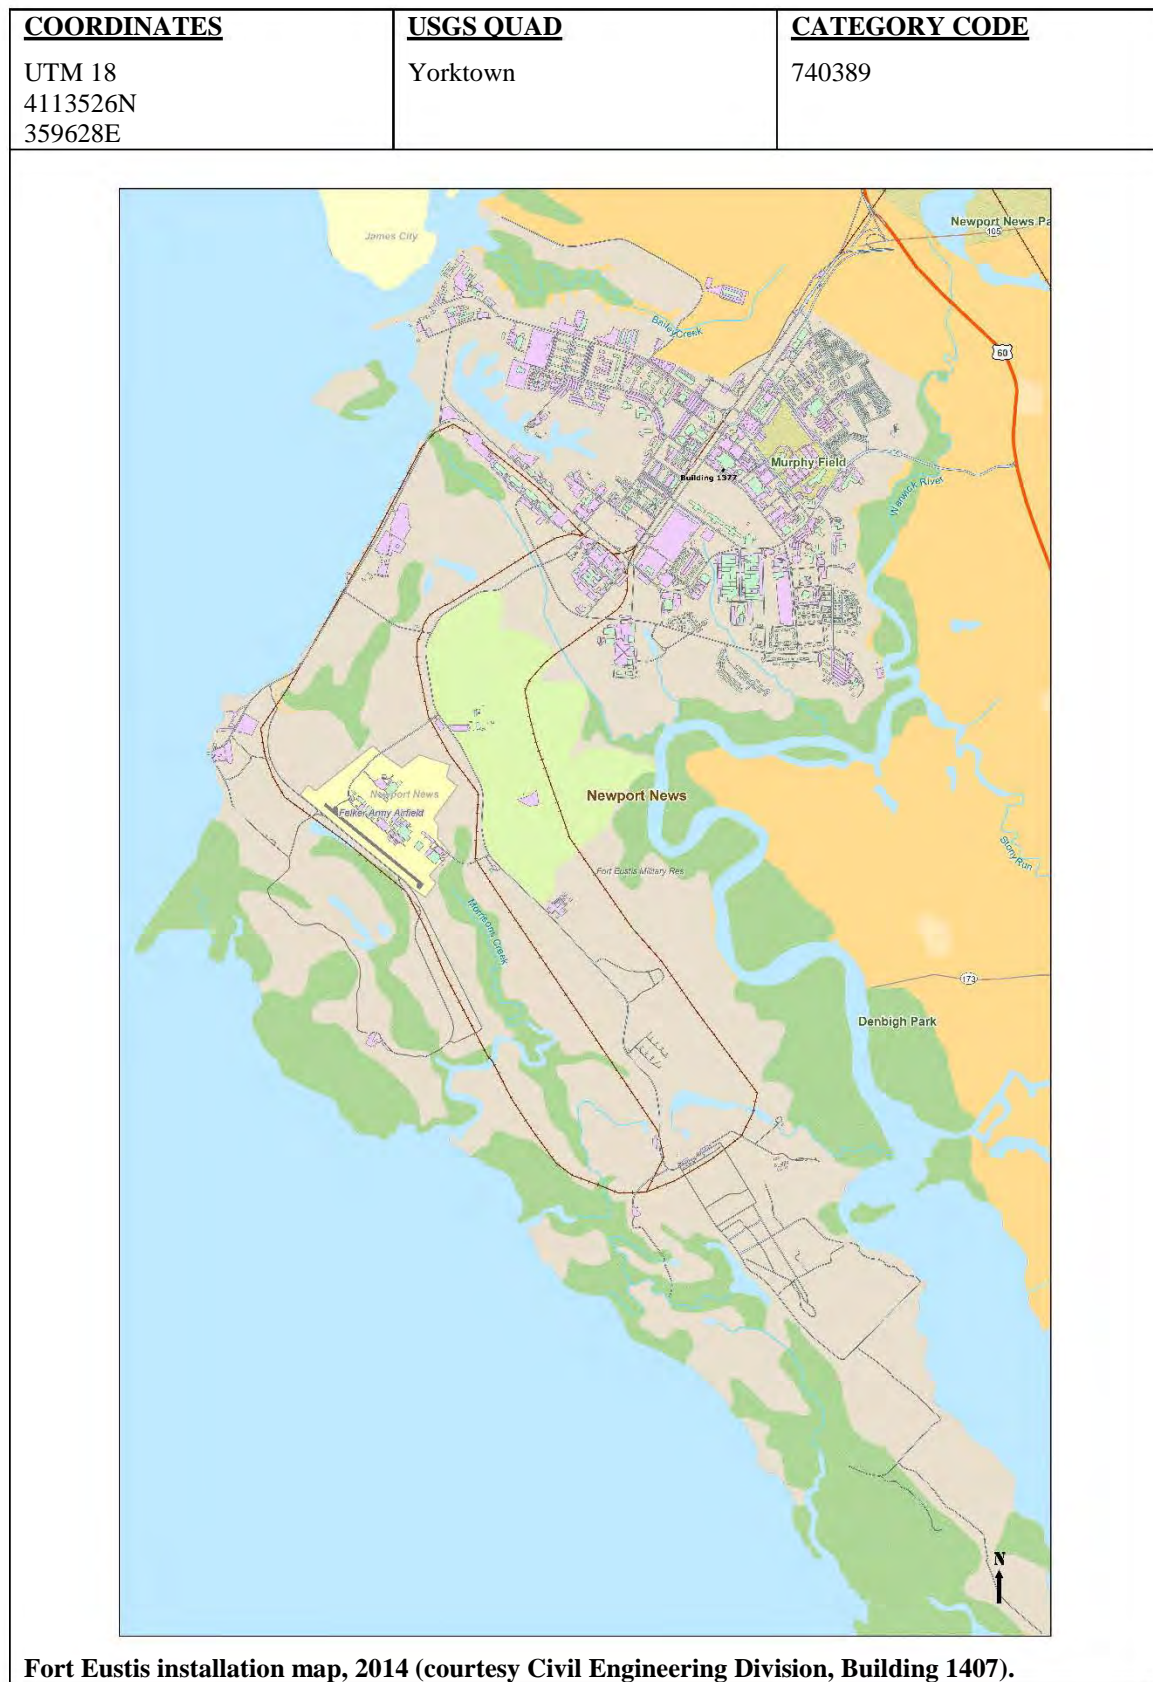 COORDINATES
USGS QUAD
CATEGORY CODE
UTM 18
4113526N
359628E
Yorktown
740389
James City
Newport News Pa
105
Bailey Creek
60
Murphy Field
Building 1377
Warwick River
Newport News
Newport News
Felker Army Airfield
Stony Run
Fort Eustis Military Res
Morrisons Creek
173
Denbigh Park
N
Fort Eustis installation map, 2014 (courtesy Civil Engineering Division, Building 1407).